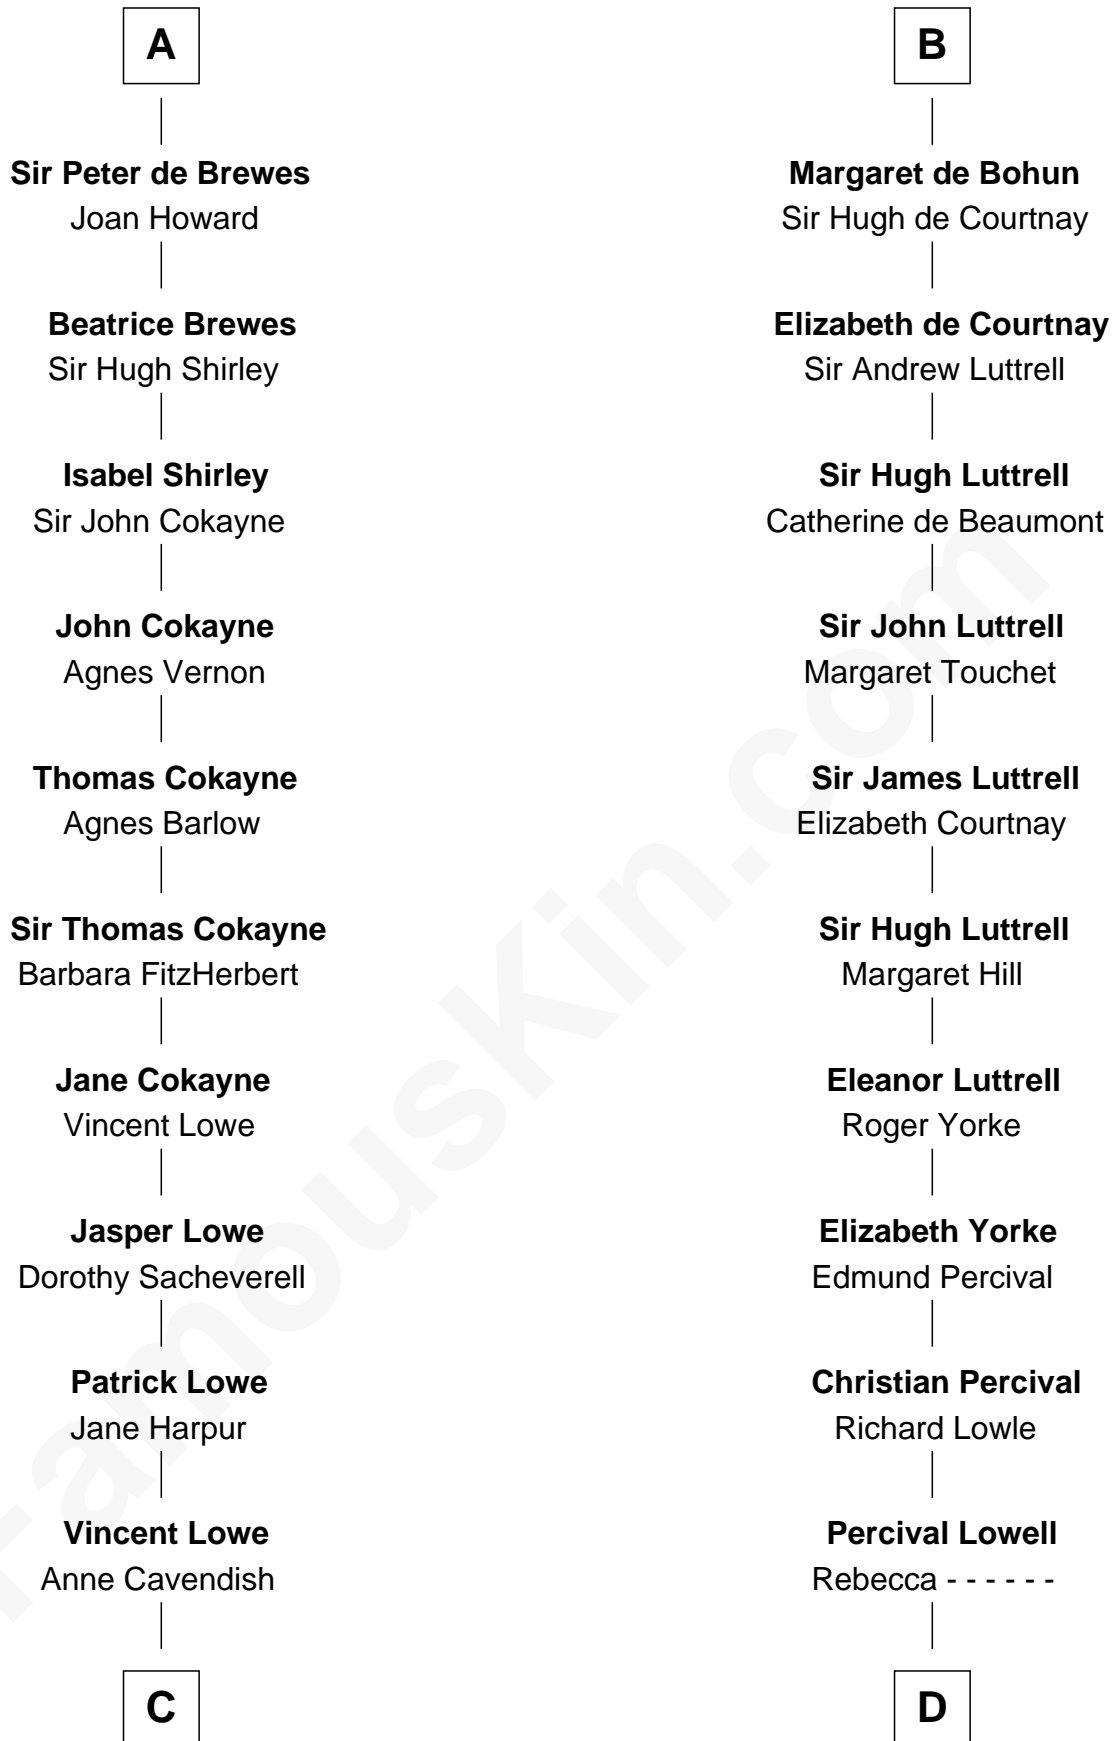 A
Sir Peter de Brewes
Joan Howard
Beatrice Brewes
Sir Hugh Shirley
Isabel Shirley
Sir John Cokayne
John Cokayne
Agnes Vernon
Thomas Cokayne
Agnes Barlow
Sir Thomas Cokayne
Barbara FitzHerbert
Jane Cokayne
Vincent Lowe
Jasper Lowe
Dorothy Sacheverell
Patrick Lowe
Jane Harpur
Vincent Lowe
Anne Cavendish
C
B
Margaret de Bohun
Sir Hugh de Courtnay
Elizabeth de Courtnay
Sir Andrew Luttrell
Sir Hugh Luttrell
Catherine de Beaumont
Sir John Luttrell
Margaret Touchet
Sir James Luttrell
Elizabeth Courtnay
Sir Hugh Luttrell
Margaret Hill
Eleanor Luttrell
Roger Yorke
Elizabeth Yorke
Edmund Percival
Christian Percival
Richard Lowle
Percival Lowell
Rebecca - - - - - -
D
FamousKin.com